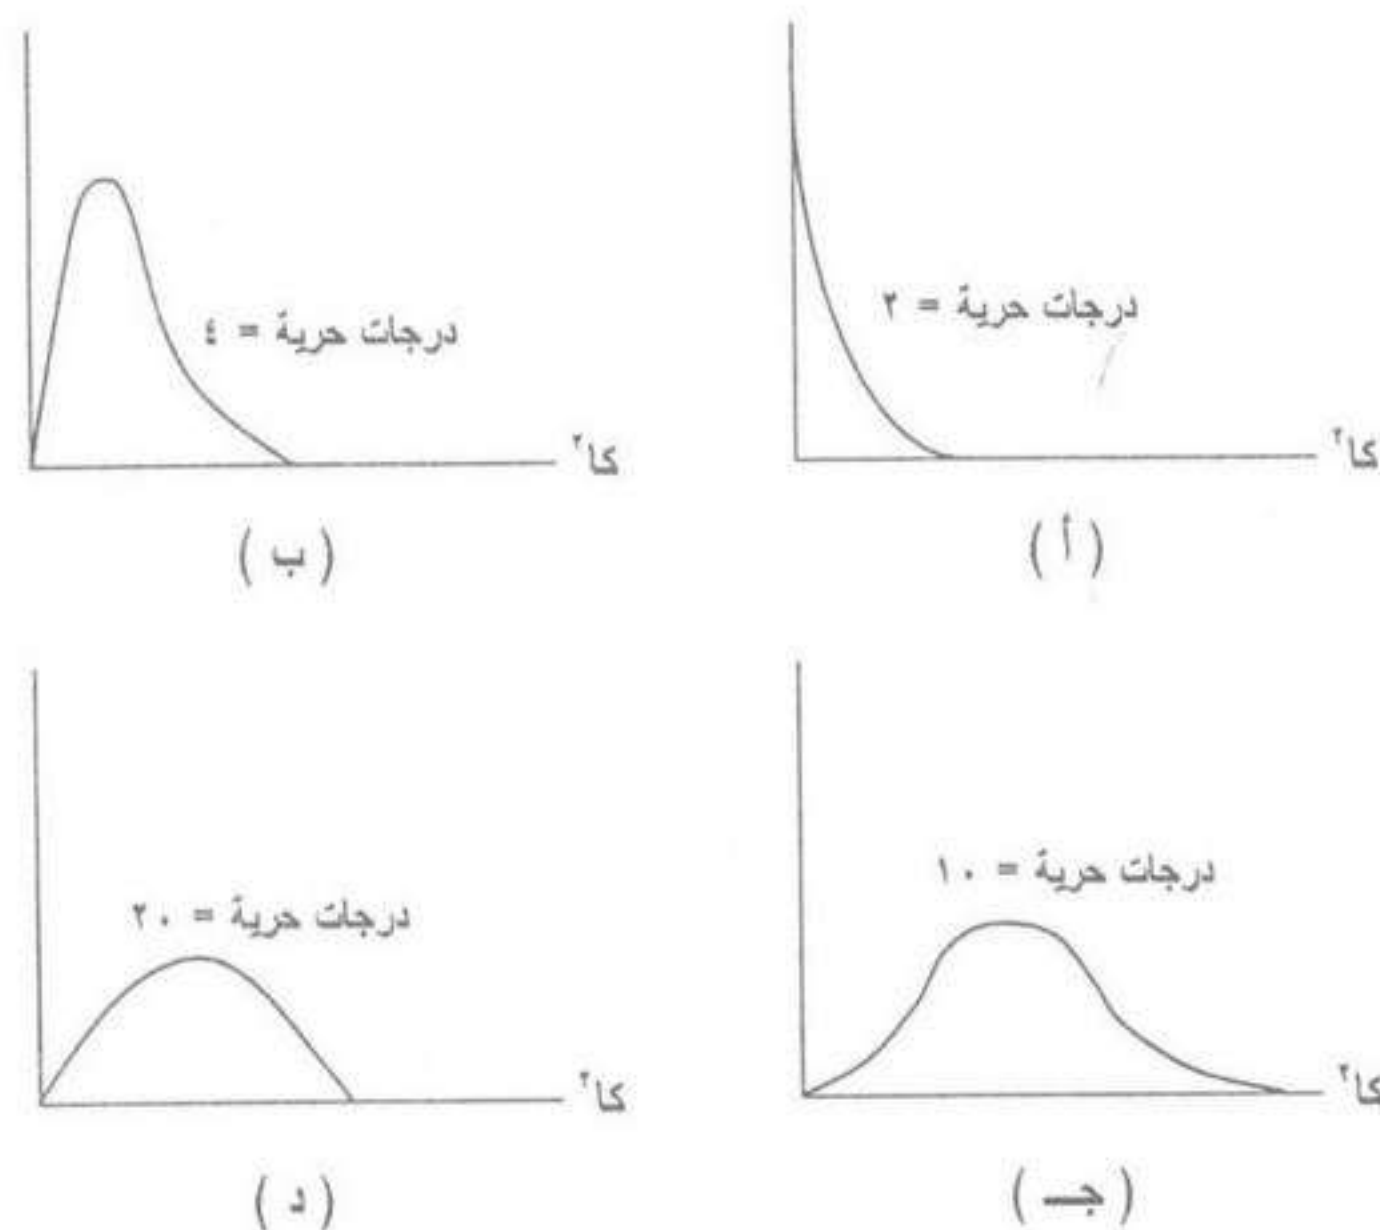 درجات حرية = ٢
كا٢
( أ )
درجات حرية = ٤
كا٢
( ب )
درجات حرية = ١٠
كا٢
( جـ )
درجات حرية = ٢٠
كا٢
( د )